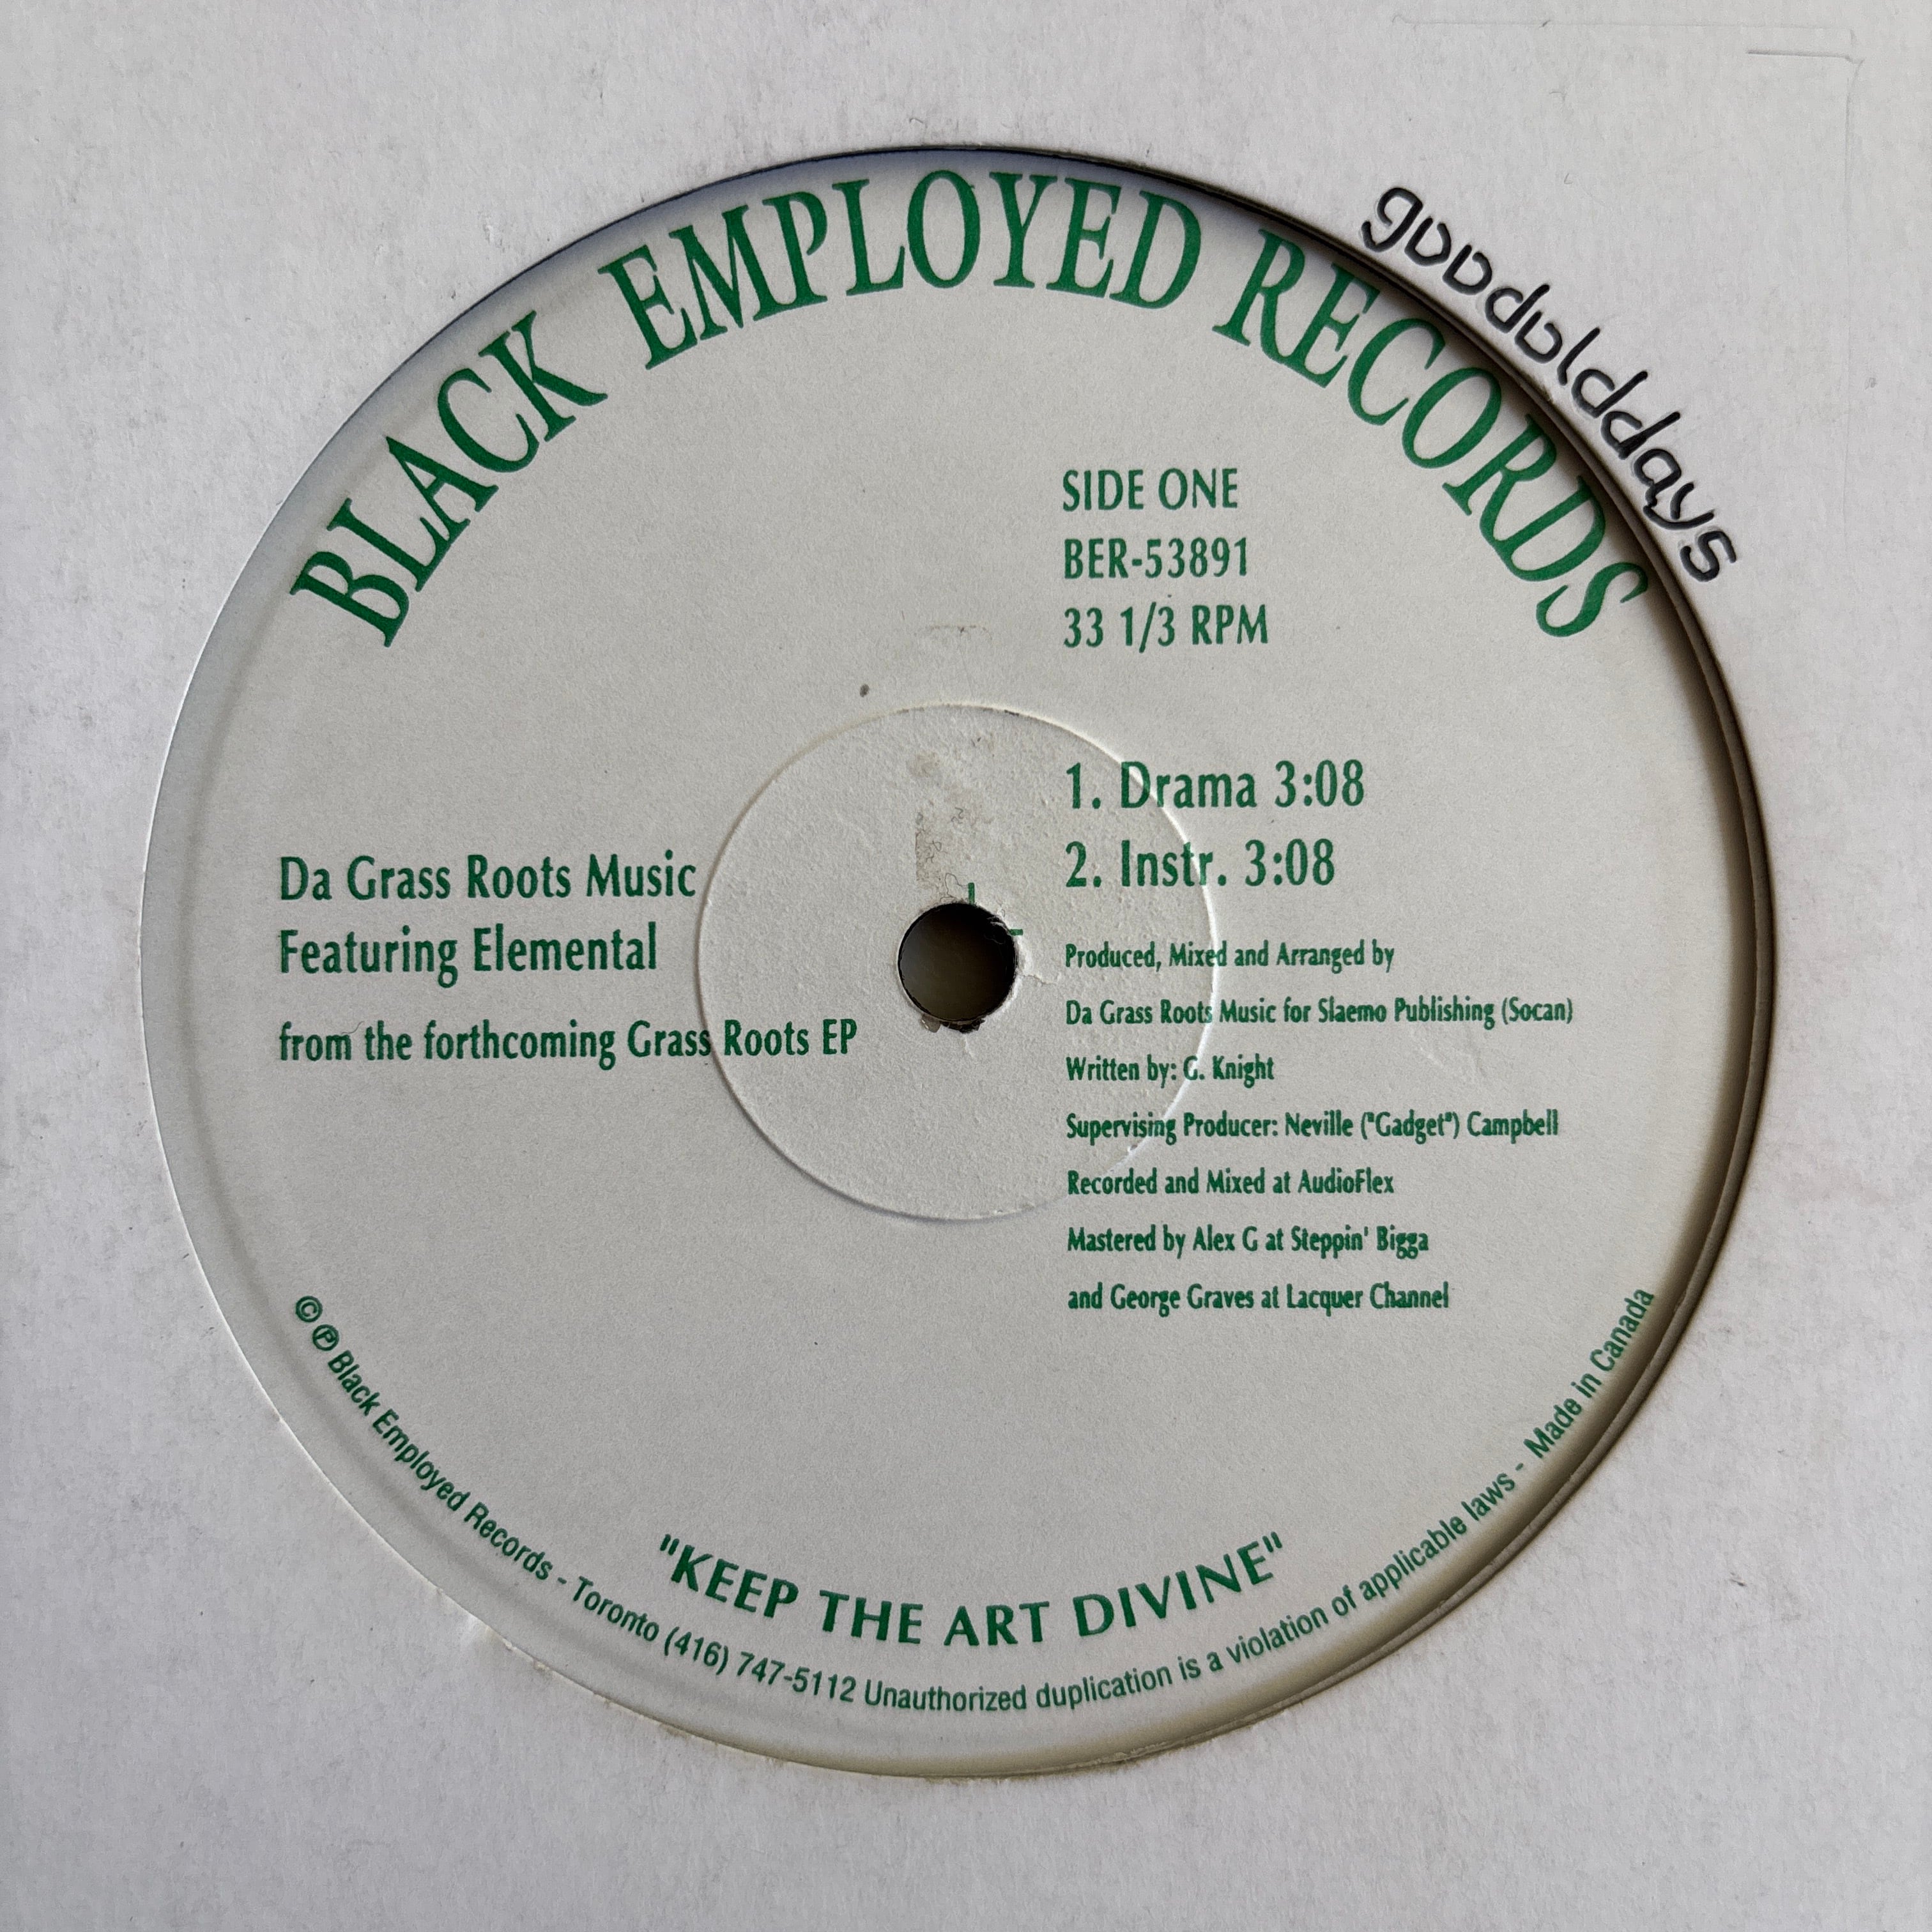 BLACK EMPLOYED RECORDS
goodolddays
SIDE ONE
BER-53891
33 1/3 RPM
1. Drama 3:08
2. Instr. 3:08
Da Grass Roots Music
Featuring Elemental
from the forthcoming Grass Roots EP
Produced, Mixed and Arranged by
Da Grass Roots Music for Slaemo Publishing (Socan)
Written by: G. Knight
Supervising Producer: Neville ("Gadget") Campbell
Recorded and Mixed at AudioFlex
Mastered by Alex G at Steppin' Bigga
and George Graves at Lacquer Channel
"KEEP THE ART DIVINE"
© ℗ Black Employed Records - Toronto (416) 747-5112 Unauthorized duplication is a violation of applicable laws - Made in Canada